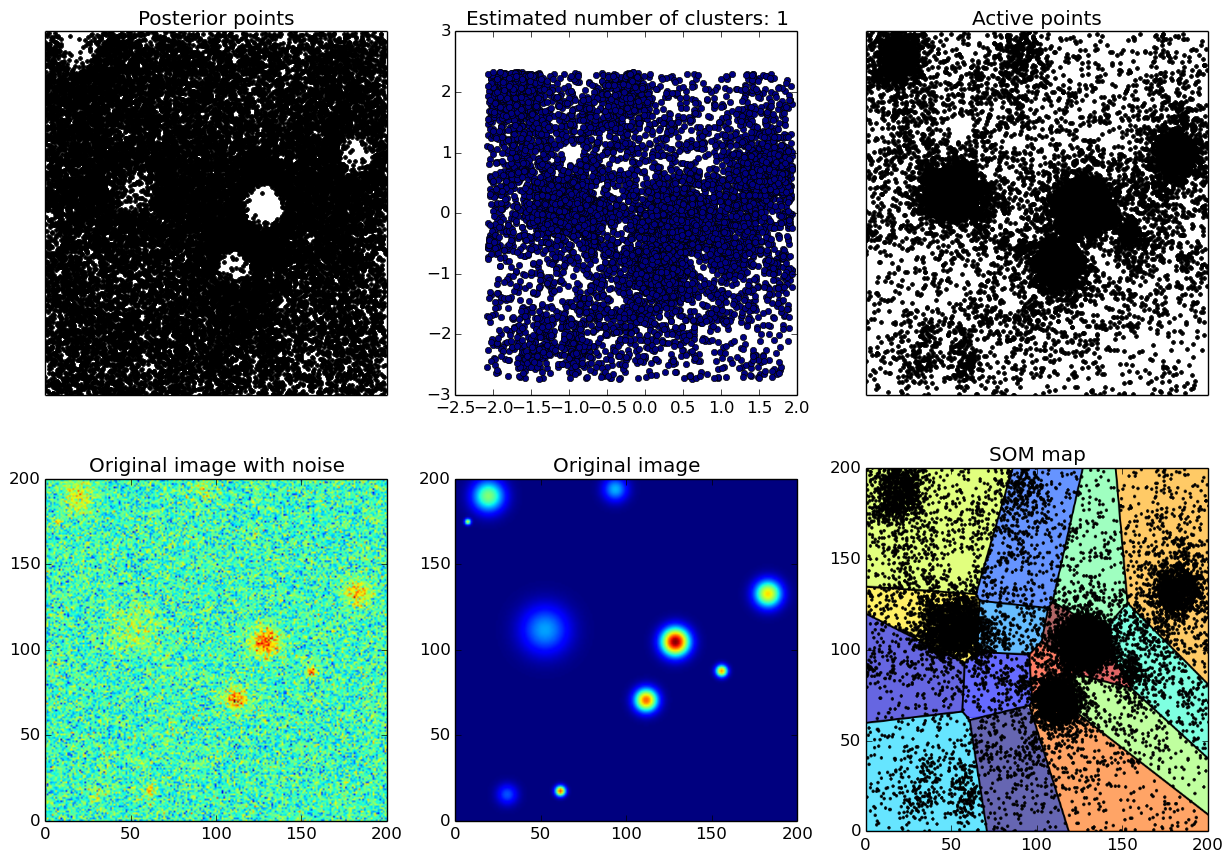 Posterior points
Estimated number of clusters: 1
Active points
3
2
1
0
−1
−2
−3
−2.5 −2.0 −1.5 −1.0 −0.5 0.0 0.5 1.0 1.5 2.0
Original image with noise
Original image
SOM map
200
150
100
50
0
0 50 100 150 200
200
150
100
50
0
0 50 100 150 200
200
150
100
50
0
0 50 100 150 200